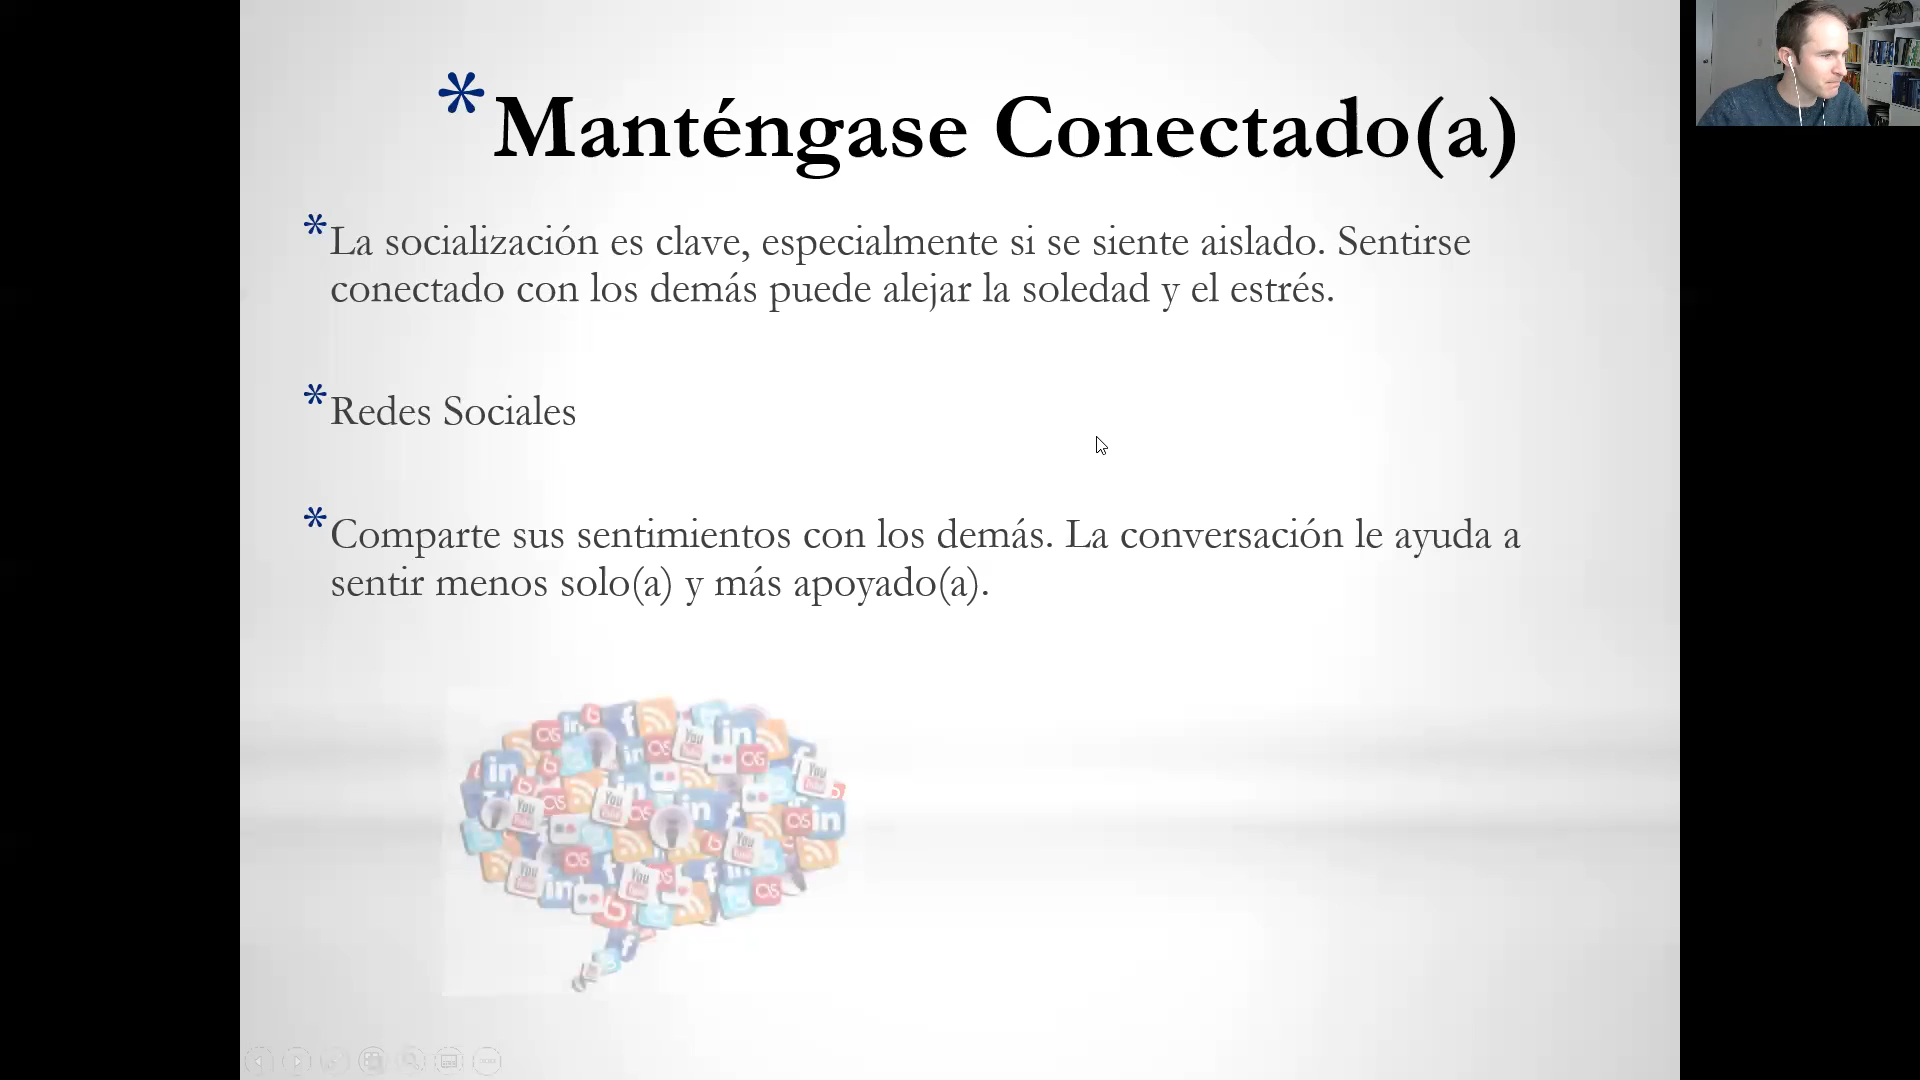 * Manténgase Conectado(a)
* La socialización es clave, especialmente si se siente aislado. Sentirse
conectado con los demás puede alejar la soledad y el estrés.
* Redes Sociales
* Comparte sus sentimientos con los demás. La conversación le ayuda a
sentir menos solo(a) y más apoyado(a).